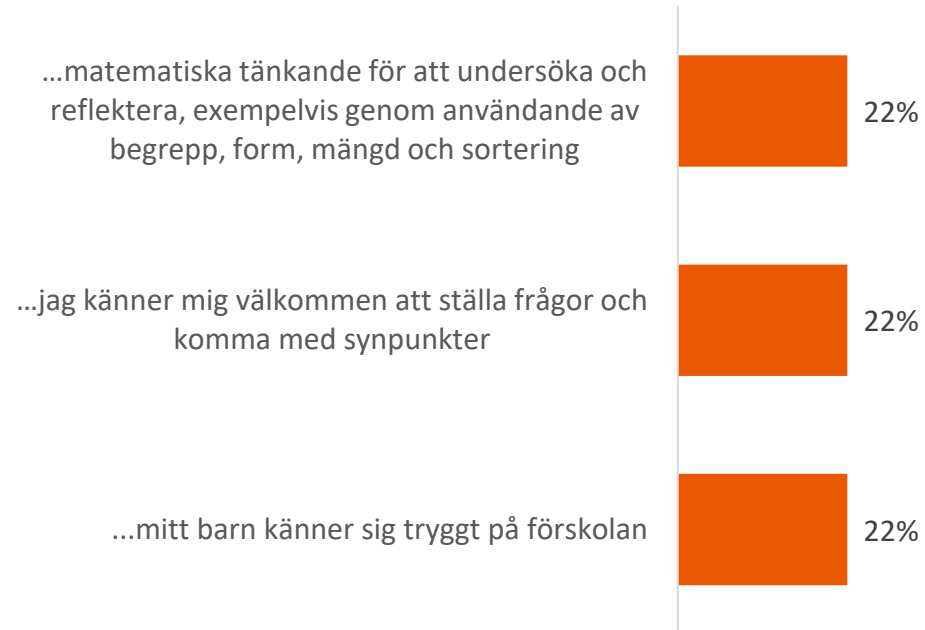 …matematiska tänkande för att undersöka och
reflektera, exempelvis genom användande av
begrepp, form, mängd och sortering
22%
…jag känner mig välkommen att ställa frågor och
komma med synpunkter
22%
...mitt barn känner sig tryggt på förskolan
22%